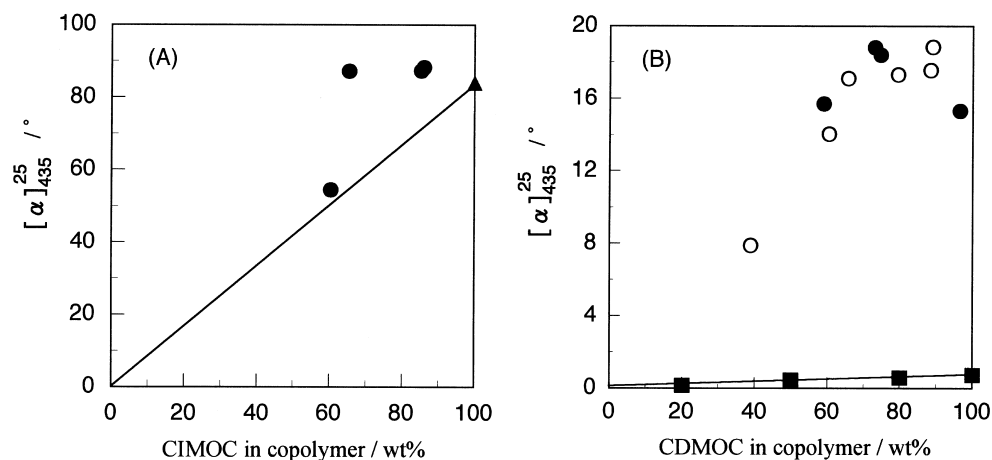 (A)
100
80
60
40
20
0
[α]²⁵₄₃₅ / °
0 20 40 60 80 100
CIMOC in copolymer / wt%
(B)
20
16
12
8
4
0
[α]²⁵₄₃₅ / °
0 20 40 60 80 100
CDMOC in copolymer / wt%